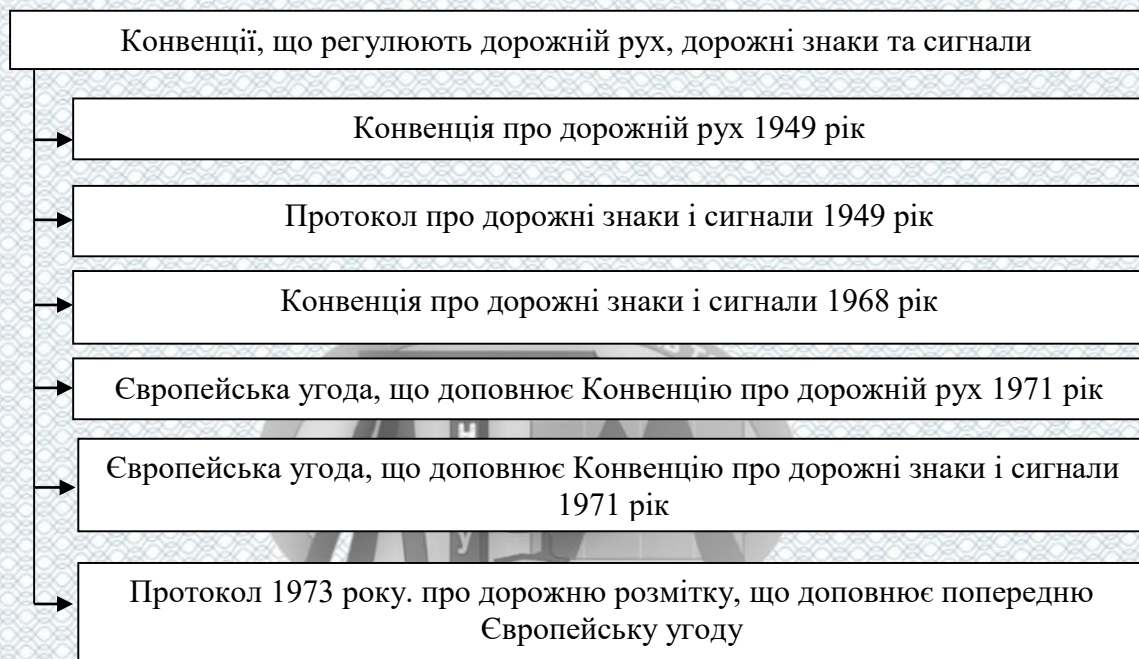 Конвенції, що регулюють дорожній рух, дорожні знаки та сигнали
Конвенція про дорожній рух 1949 рік
Протокол про дорожні знаки і сигнали 1949 рік
Конвенція про дорожні знаки і сигнали 1968 рік
Європейська угода, що доповнює Конвенцію про дорожній рух 1971 рік
Європейська угода, що доповнює Конвенцію про дорожні знаки і сигнали
1971 рік
Протокол 1973 року. про дорожню розмітку, що доповнює попередню
Європейську угоду